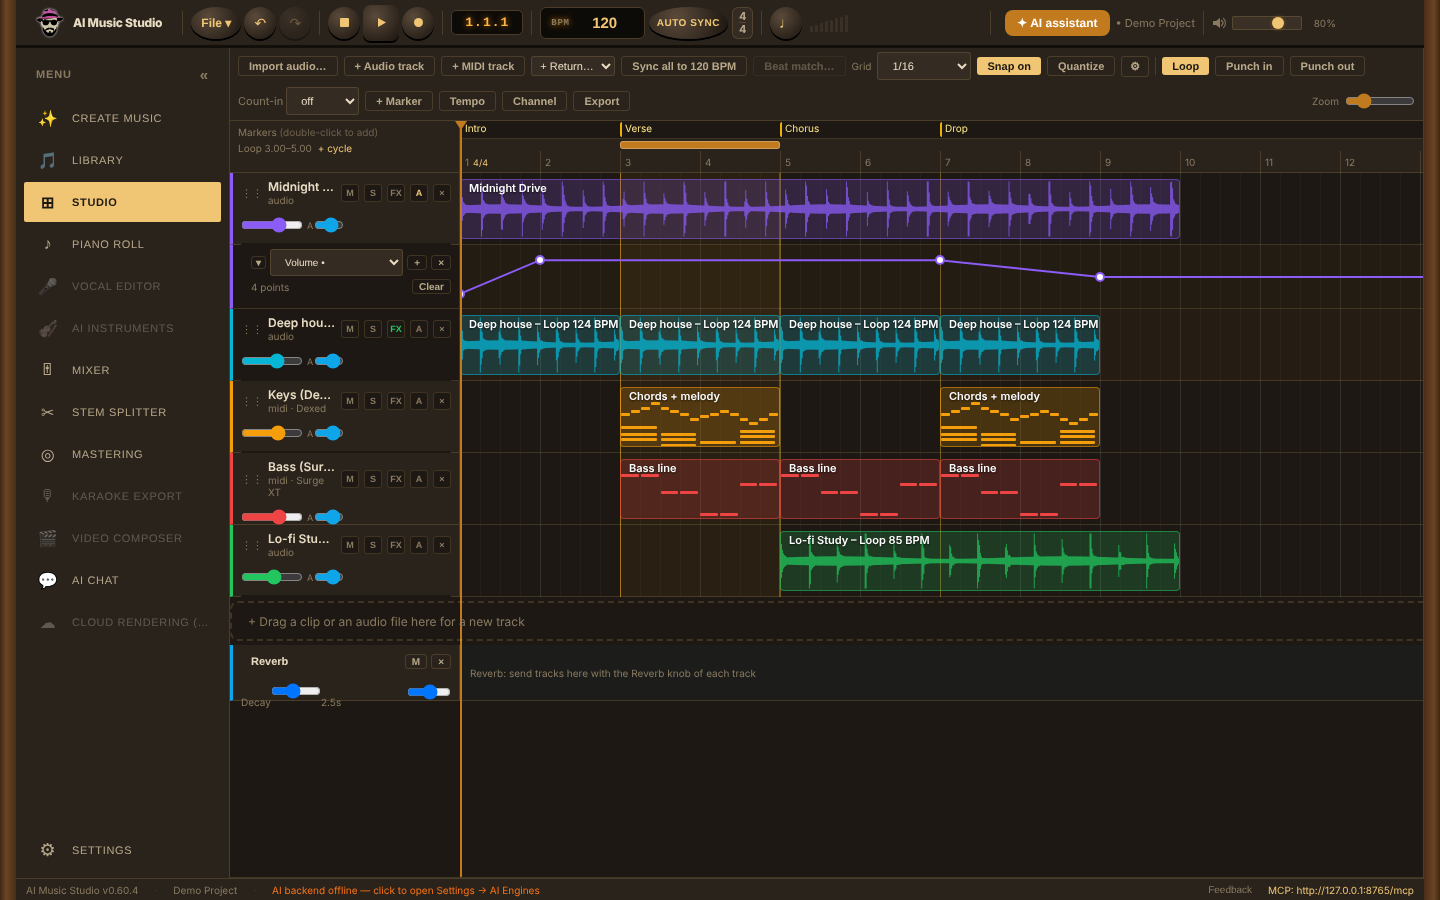 AI Music Studio
File ▾
1.1.1
BPM 120
AUTO SYNC
4
4
✦ AI assistant
• Demo Project
80%
MENU «
CREATE MUSIC
LIBRARY
STUDIO
PIANO ROLL
VOCAL EDITOR
AI INSTRUMENTS
MIXER
STEM SPLITTER
MASTERING
KARAOKE EXPORT
VIDEO COMPOSER
AI CHAT
CLOUD RENDERING (...
SETTINGS
Import audio... + Audio track + MIDI track + Return... Sync all to 120 BPM Beat match... Grid 1/16 Snap on Quantize Loop Punch in Punch out
Count-in off + Marker Tempo Channel Export Zoom
Markers (double-click to add)
Loop 3.00–5.00 + cycle
Intro Verse Chorus Drop
1 4/4 2 3 4 5 6 7 8 9 10 11 12
Midnight ... M S FX A ×
audio
A
Midnight Drive
▾ Volume • + ×
4 points Clear
Deep hou... M S FX A ×
audio
A
Deep house – Loop 124 BPM Deep house – Loop 124 BPM Deep house – Loop 124 BPM Deep house – Loop 124 BPM
Keys (De... M S FX A ×
midi · Dexed
A
Chords + melody Chords + melody
Bass (Sur... M S FX A ×
midi · Surge
XT
A
Bass line Bass line Bass line
Lo-fi Stu... M S FX A ×
audio
A
Lo-fi Study – Loop 85 BPM
+ Drag a clip or an audio file here for a new track
Reverb M ×
Decay 2.5s
Reverb: send tracks here with the Reverb knob of each track
AI Music Studio v0.60.4 · Demo Project · AI backend offline — click to open Settings → AI Engines Feedback MCP: http://127.0.0.1:8765/mcp